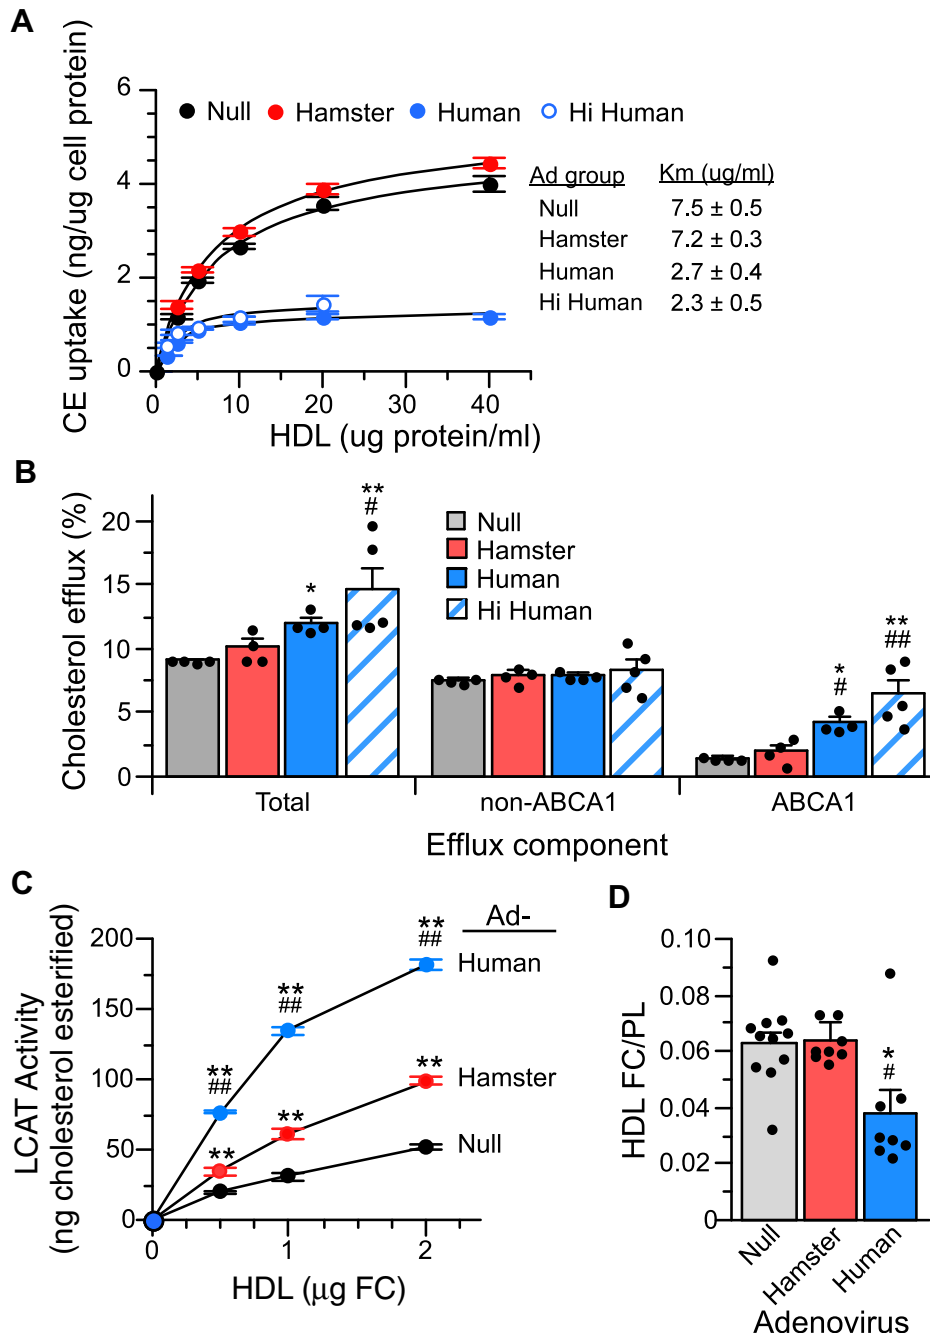 A
CE uptake (ng/ug cell protein)
6
4
2
0
Null Hamster Human Hi Human
Ad group Km (ug/ml)
Null 7.5 ± 0.5
Hamster 7.2 ± 0.3
Human 2.7 ± 0.4
Hi Human 2.3 ± 0.5
0 10 20 30 40
HDL (ug protein/ml)
B
Cholesterol efflux (%)
20
15
10
5
0
Null
Hamster
Human
Hi Human
*
**
#
*
#
**
##
Total non-ABCA1 ABCA1
Efflux component
C
LCAT Activity
(ng cholesterol esterified)
200
150
100
50
0
Ad-
Human
Hamster
Null
**
##
**
##
**
##
**
**
**
0 1 2
HDL (μg FC)
D
HDL FC/PL
0.10
0.08
0.06
0.04
0.02
0
*
#
Null Hamster Human
Adenovirus